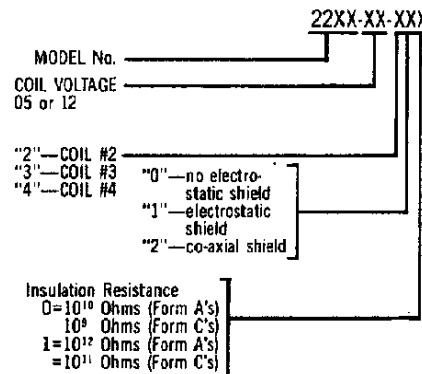 22XX-XX-XXX
MODEL No.
COIL VOLTAGE
05 or 12
"2"—COIL #2
"3"—COIL #3
"4"—COIL #4
"0"—no electro-
static shield
"1"—electrostatic
shield
"2"—co-axial shield
Insulation Resistance
0=10¹⁰ Ohms (Form A's)
10⁹ Ohms (Form C's)
1=10¹² Ohms (Form A's)
=10¹¹ Ohms (Form C's)